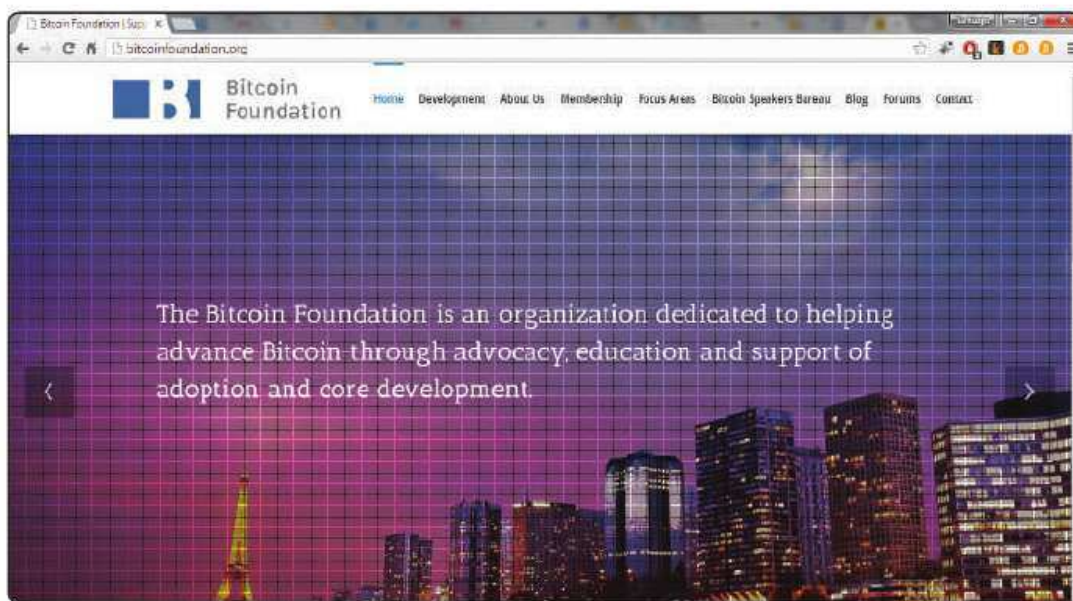 Bitcoin Foundation | Sup
bitcoinfoundation.org
Bitcoin
Foundation
Home Development About Us Membership Focus Areas Bitcoin Speakers Bureau Blog Forums Contact
The Bitcoin Foundation is an organization dedicated to helping
advance Bitcoin through advocacy, education and support of
adoption and core development.